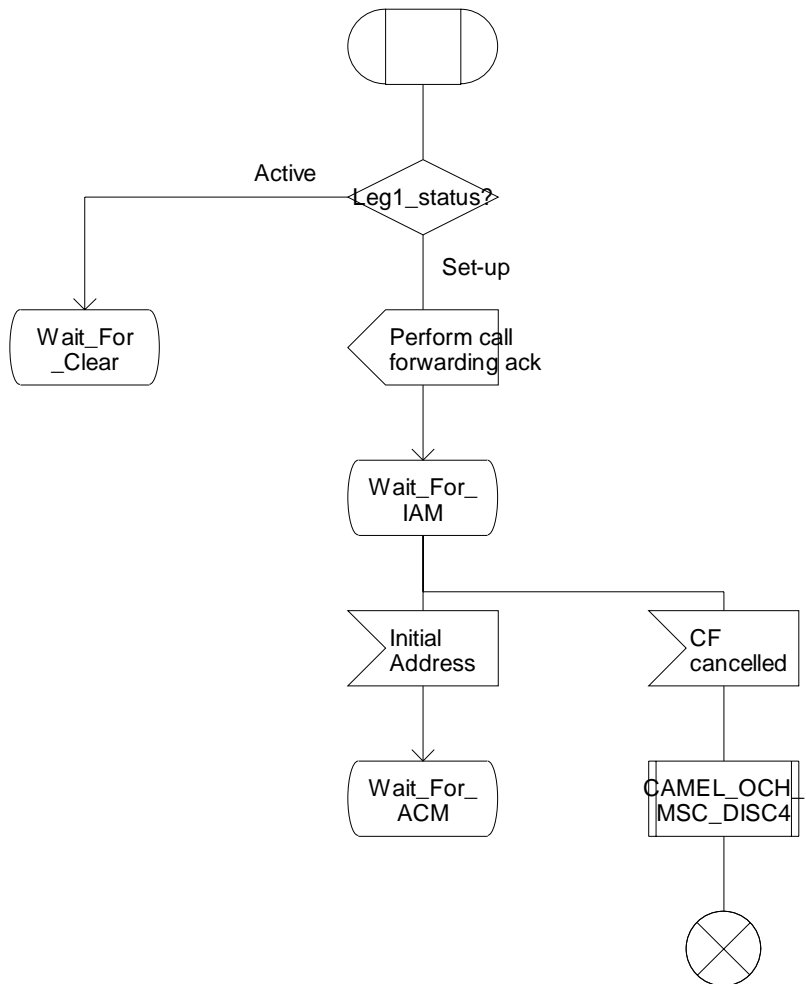 Active
Leg1_status?
Set-up
Wait_For
_Clear
Perform call
forwarding ack
Wait_For_
IAM
Initial
Address
CF
cancelled
Wait_For_
ACM
CAMEL_OCH_
MSC_DISC4